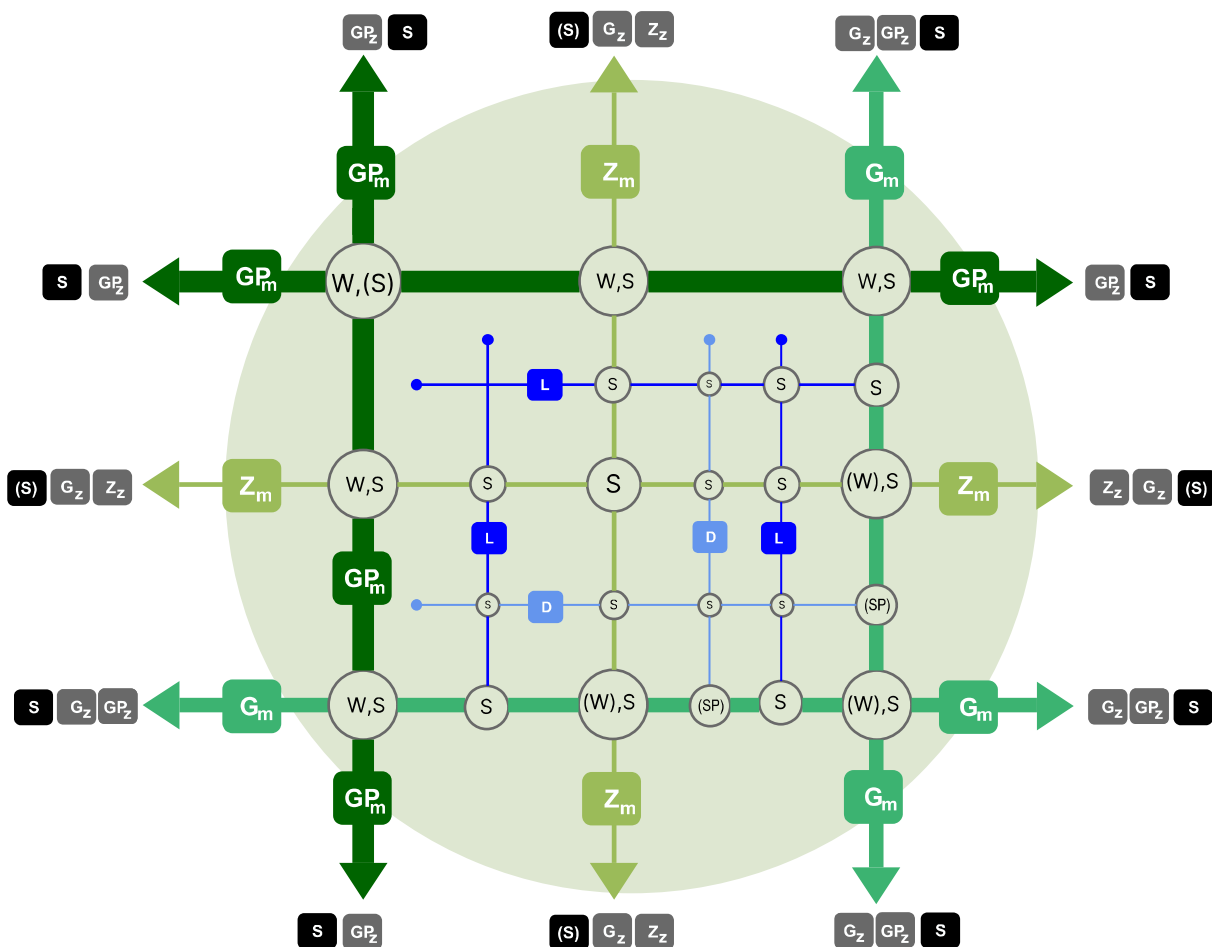 GPz S
(S) Gz Zz
Gz GPz S
GPm
Zm
Gm
S GPz
GPm
GPm
GPz S
W,(S)
W,S
W,S
L
S
S
S
S
(S) Gz Zz
Zm
W,S
S
S
S
S
(W),S
Zm
Zz Gz (S)
L
D
L
GPm
S
D
S
S
S
(SP)
S Gz GPz
Gm
W,S
S
(W),S
(SP)
S
(W),S
Gm
Gz GPz S
GPm
Zm
Gm
S GPz
(S) Gz Zz
Gz GPz S